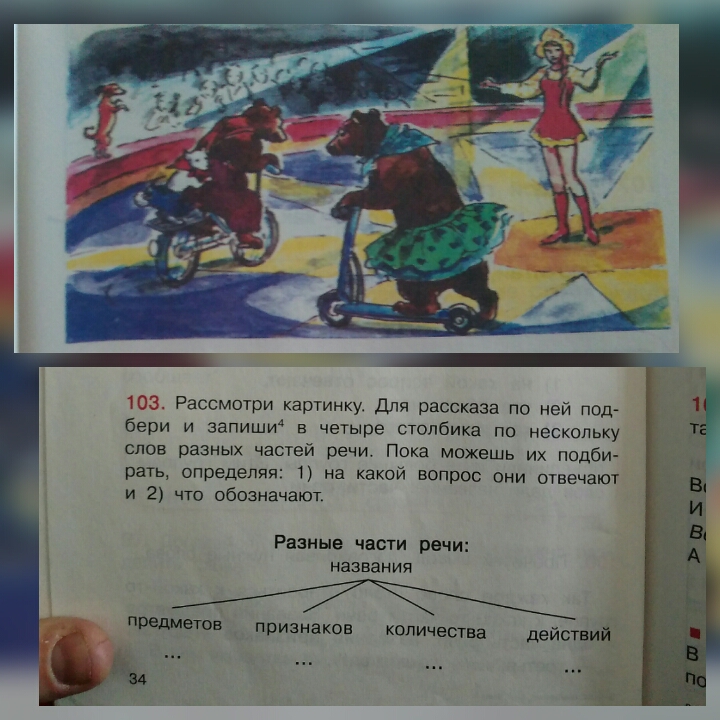 103. Рассмотри картинку. Для рассказа по ней под-
бери и запиши⁴ в четыре столбика по нескольку
слов разных частей речи. Пока можешь их подби-
рать, определяя: 1) на какой вопрос они отвечают
и 2) что обозначают.
Разные части речи:
названия
предметов признаков количества действий
... ... ... ...
34